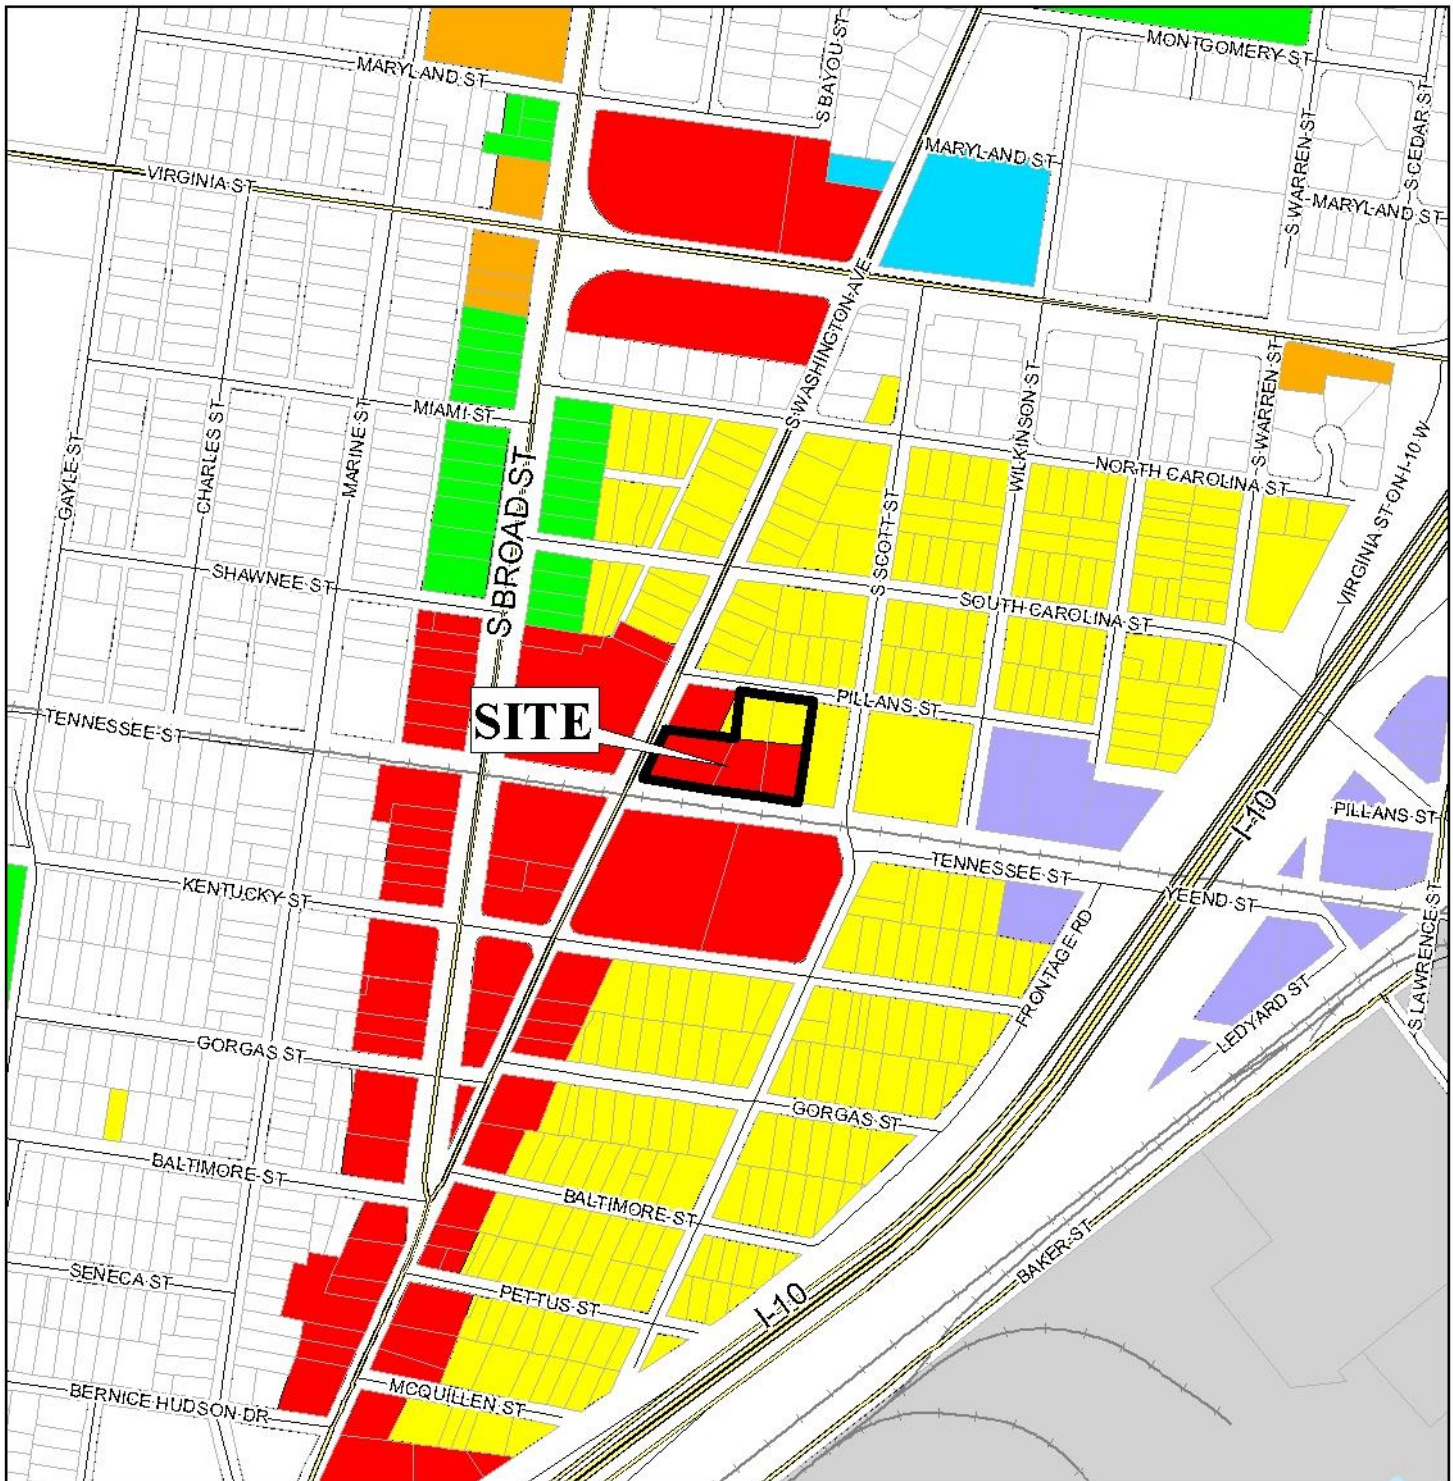 MONTGOMERY ST
MARYLAND ST
S BAYOU ST
S CEDAR ST
S WARREN ST
MARYLAND ST
VIRGINIA ST
MARYLAND ST
S WASHINGTON AVE
WILKINSON ST
S WARREN ST
MIAMI ST
CHARLES ST
MARINE ST
GAYLE ST
S BROAD ST
NORTH CAROLINA ST
VIRGINIA ST ON I-10 W
S SCOTT ST
SHAWNEE ST
SOUTH CAROLINA ST
PILLANS ST
SITE
TENNESSEE ST
I-10
PILLANS ST
TENNESSEE ST
KENTUCKY ST
YEEND ST
FRONTAGE RD
S LAWRENCE ST
LEDYARD ST
GORGAS ST
GORGAS ST
BALTIMORE ST
BALTIMORE ST
BAKER ST
SENECA ST
PETTUS ST
I-10
BERNICE HUDSON DR
MCQUILLEN ST